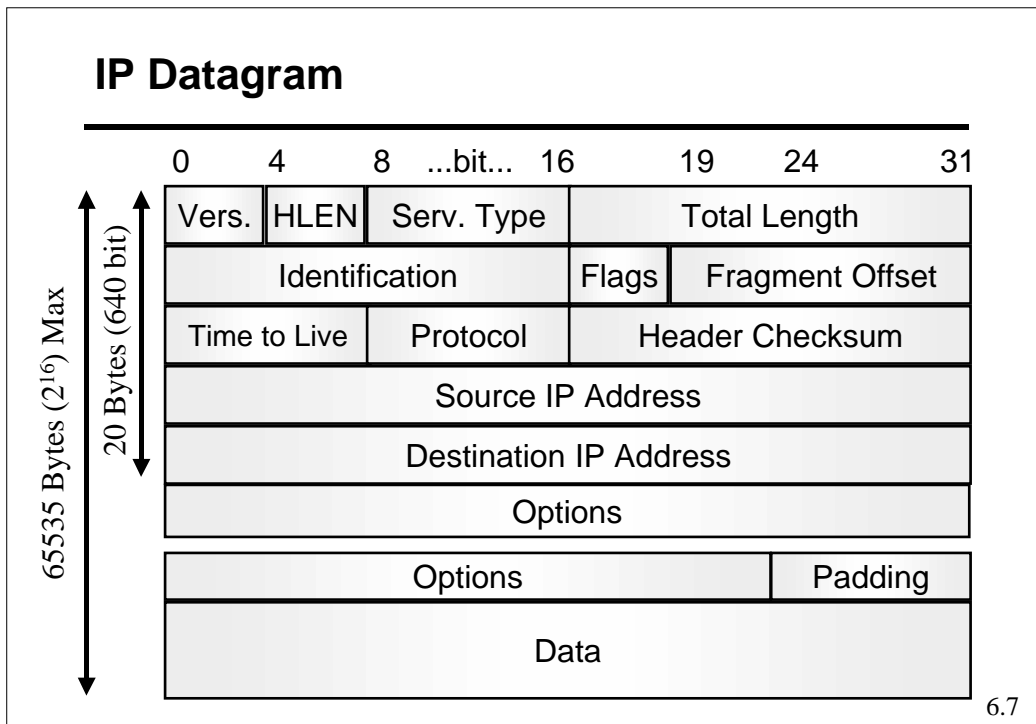 IP Datagram
0 4 8 ...bit... 16 19 24 31
Vers. HLEN Serv. Type Total Length
Identification Flags Fragment Offset
Time to Live Protocol Header Checksum
Source IP Address
Destination IP Address
Options
Options Padding
Data
65535 Bytes (2¹⁶) Max
20 Bytes (640 bit)
6.7